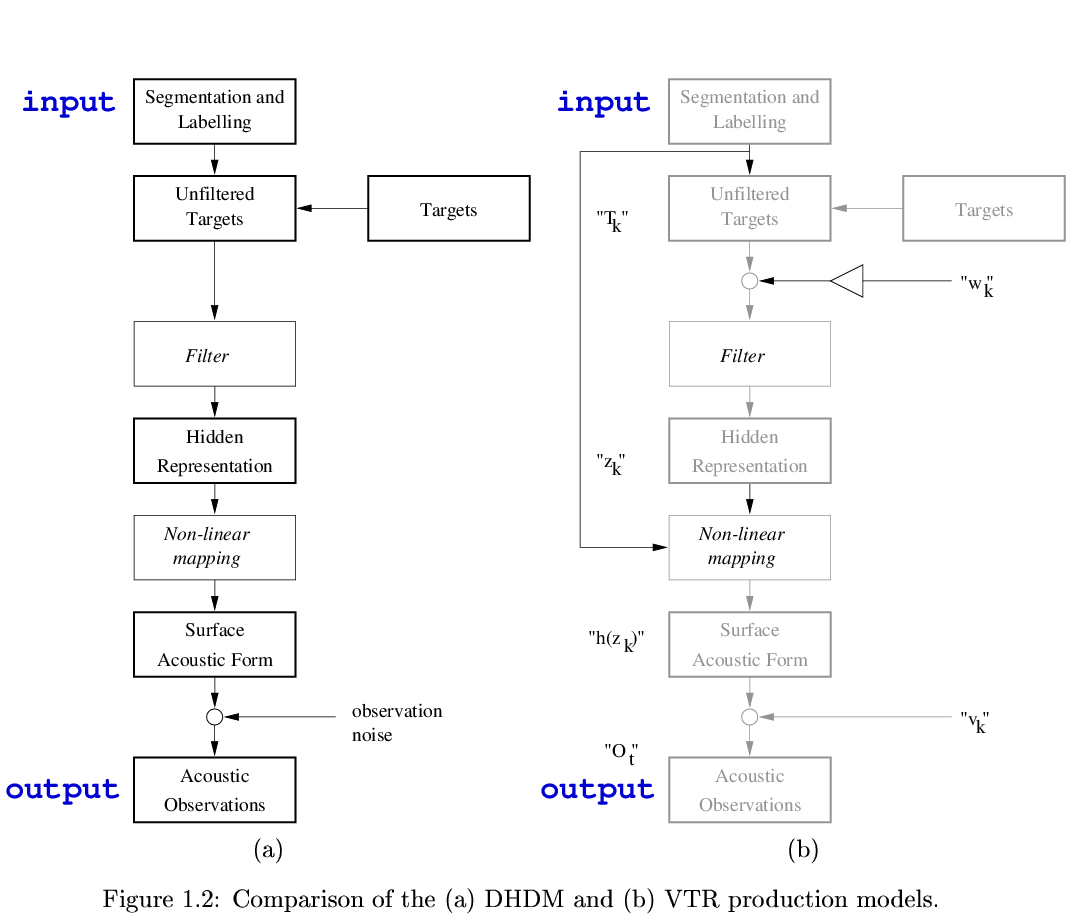 input
Segmentation and
Labelling
Unfiltered
Targets
Targets
Filter
Hidden
Representation
Non-linear
mapping
Surface
Acoustic Form
observation
noise
output
Acoustic
Observations
(a)
input
Segmentation and
Labelling
"Tk"
Unfiltered
Targets
Targets
"wk"
Filter
"zk"
Hidden
Representation
Non-linear
mapping
"h(zk)"
Surface
Acoustic Form
"vk"
"Ot"
output
Acoustic
Observations
(b)
Figure 1.2: Comparison of the (a) DHDM and (b) VTR production models.